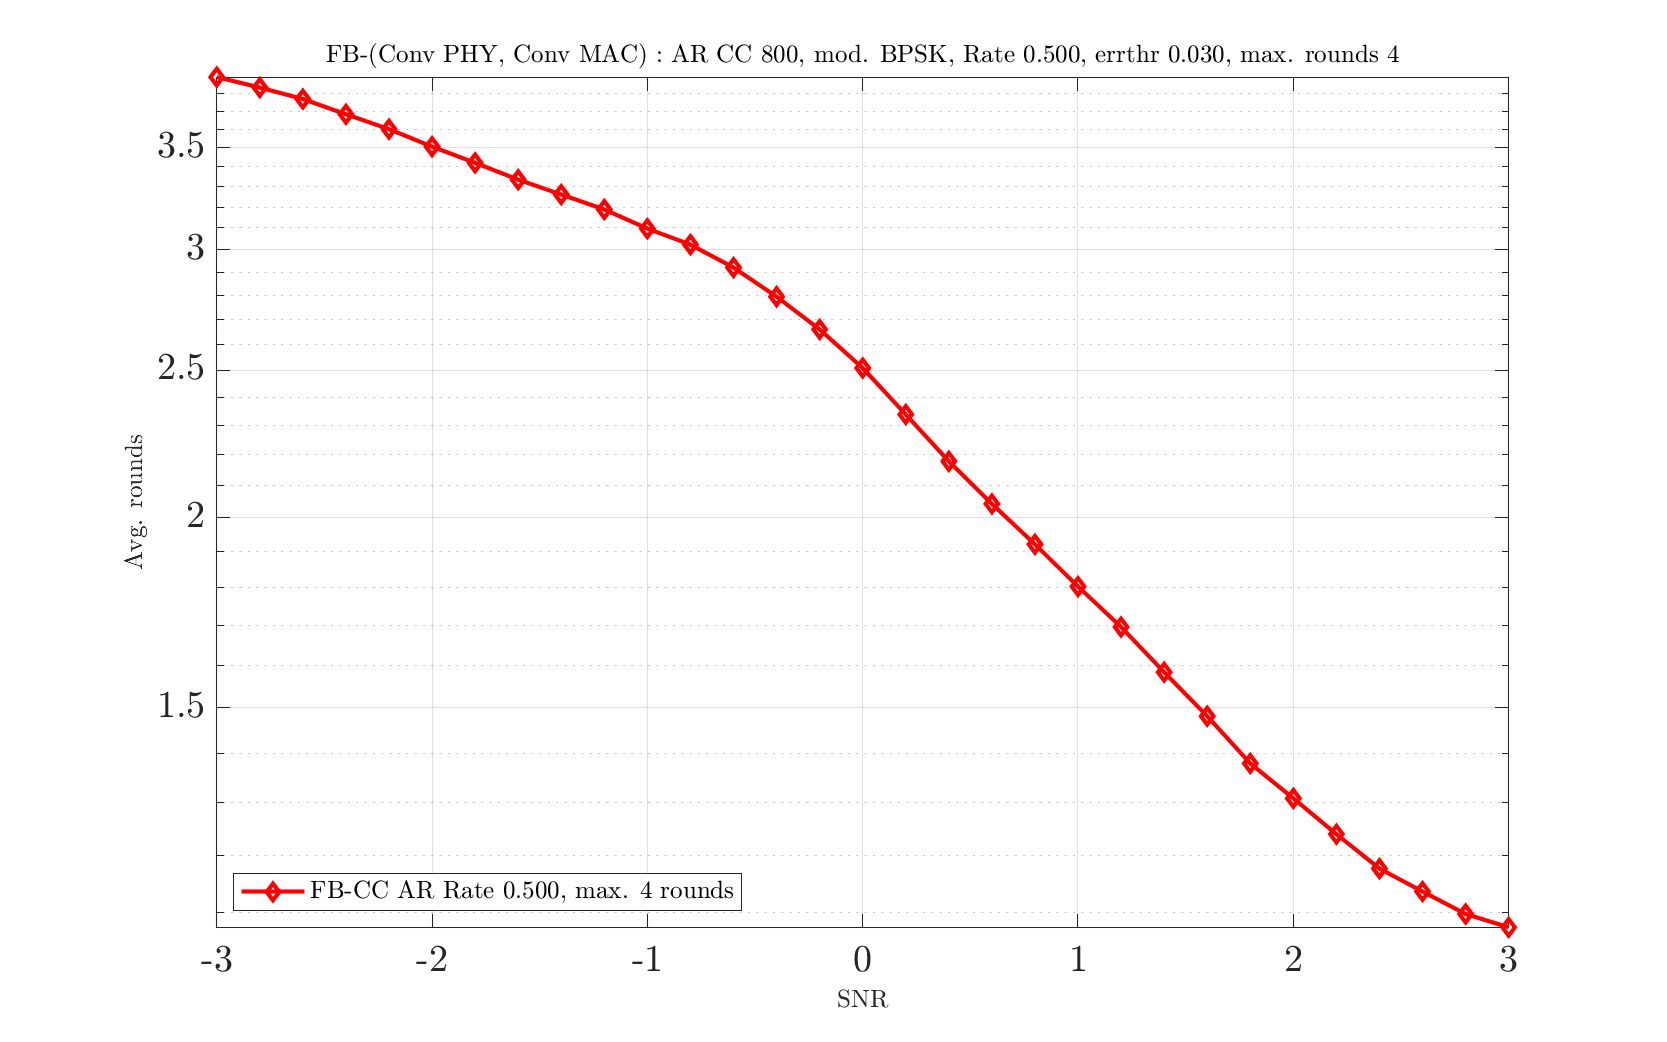 FB-(Conv PHY, Conv MAC) : AR CC 800, mod. BPSK, Rate 0.500, errthr 0.030, max. rounds 4
3.5
3
2.5
2
1.5
Avg. rounds
FB-CC AR Rate 0.500, max. 4 rounds
-3 -2 -1 0 1 2 3
SNR